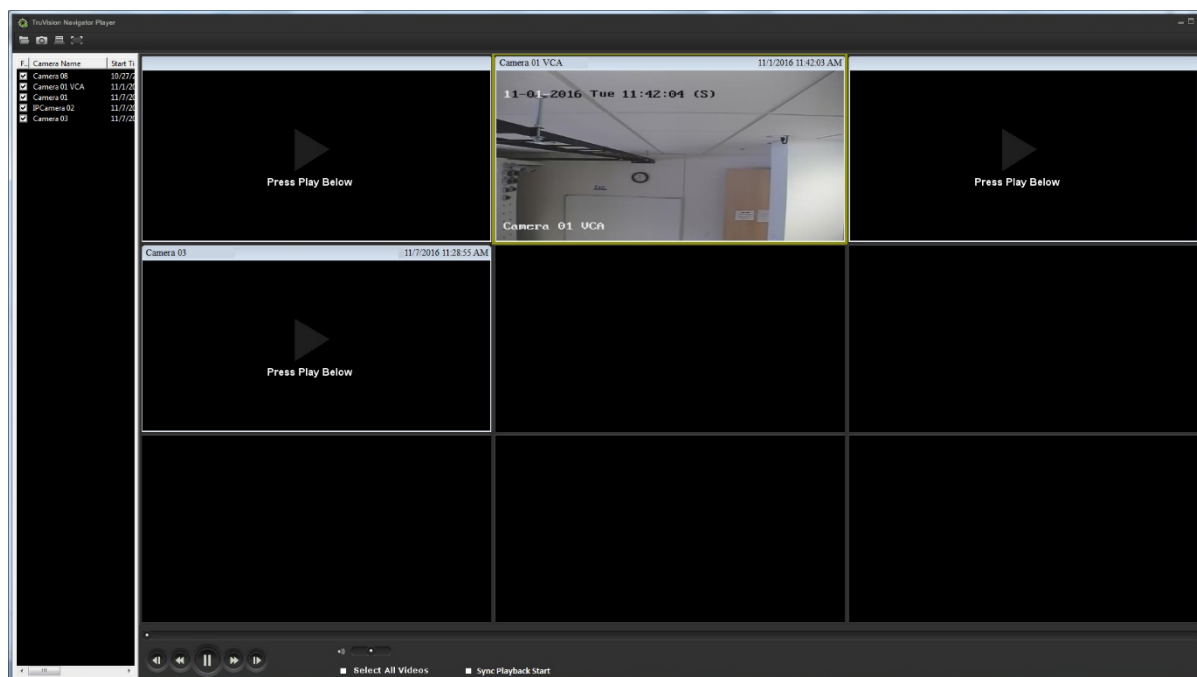 TruVision Navigator Player
F... Camera Name Start Ti
Camera 08 10/27/2
Camera 01 VCA 11/1/20
Camera 01 11/7/20
IPCamera 02 11/7/20
Camera 03 11/7/20
Camera 01 VCA 11/1/2016 11:42:03 AM
11-01-2016 Tue 11:42:04 (S)
Press Play Below
Camera 01 VCA
Press Play Below
Camera 03 11/7/2016 11:28:55 AM
Press Play Below
Select All Videos
Sync Playback Start